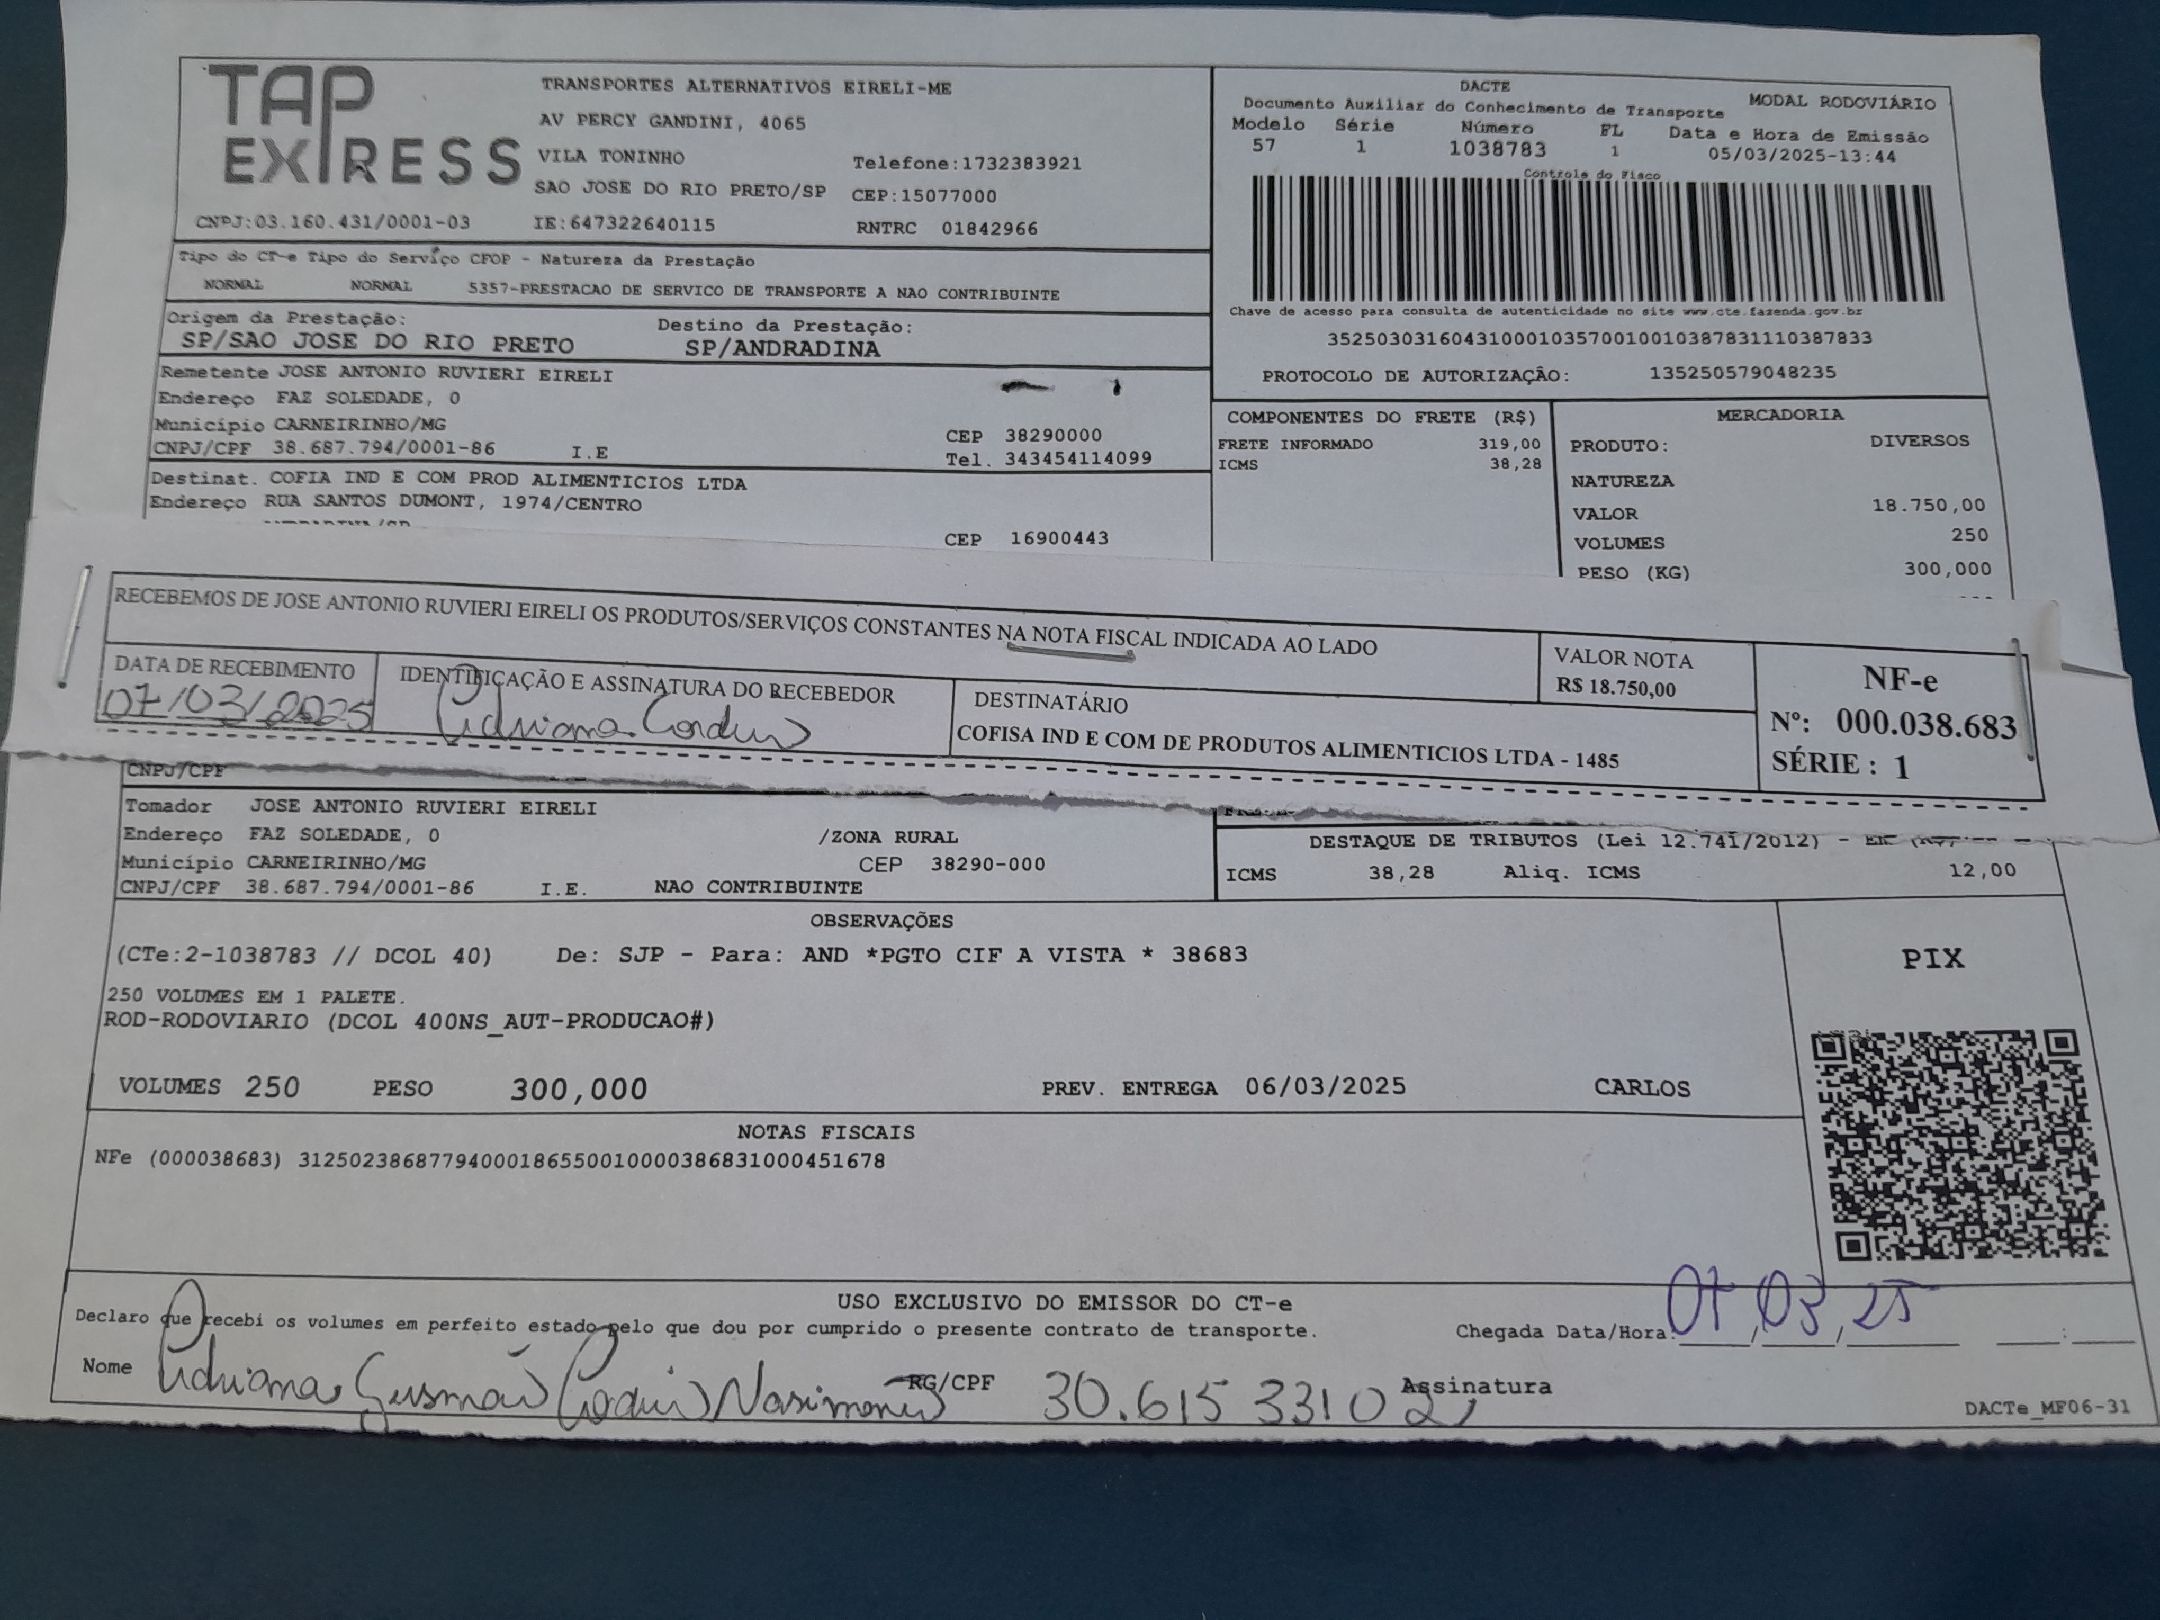 TAP EXPRESS
TRANSPORTES ALTERNATIVOS EIRELI-ME
AV PERCY GANDINI, 4065
VILA TONINHO Telefone:1732383921
SAO JOSE DO RIO PRETO/SP CEP:15077000
CNPJ:03.160.431/0001-03 IE:647322640115 RNTRC 01842966
DACTE
Documento Auxiliar do Conhecimento de Transporte MODAL RODOVIÁRIO
Modelo Série Número FL Data e Hora de Emissão
57 1 1038783 1 05/03/2025-13:44
Controle do Fisco
Chave de acesso para consulta de autenticidade no site www.cte.fazenda.gov.br
35250303160431000103570010010387831110387833
PROTOCOLO DE AUTORIZAÇÃO: 135250579048235
Tipo do CT-e Tipo do Serviço CFOP - Natureza da Prestação
NORMAL NORMAL 5357-PRESTACAO DE SERVICO DE TRANSPORTE A NAO CONTRIBUINTE
Origem da Prestação: Destino da Prestação:
SP/SAO JOSE DO RIO PRETO SP/ANDRADINA
Remetente JOSE ANTONIO RUVIERI EIRELI
Endereço FAZ SOLEDADE, 0
Município CARNEIRINHO/MG CEP 38290000
CNPJ/CPF 38.687.794/0001-86 I.E Tel. 343454114099
Destinat. COFIA IND E COM PROD ALIMENTICIOS LTDA
Endereço RUA SANTOS DUMONT, 1974/CENTRO
CEP 16900443
COMPONENTES DO FRETE (R$)
FRETE INFORMADO 319,00
ICMS 38,28
MERCADORIA
PRODUTO: DIVERSOS
NATUREZA
VALOR 18.750,00
VOLUMES 250
PESO (KG) 300,000
RECEBEMOS DE JOSE ANTONIO RUVIERI EIRELI OS PRODUTOS/SERVIÇOS CONSTANTES NA NOTA FISCAL INDICADA AO LADO
DATA DE RECEBIMENTO IDENTIFICAÇÃO E ASSINATURA DO RECEBEDOR
07/03/2025 Adriana
DESTINATÁRIO
COFISA IND E COM DE PRODUTOS ALIMENTICIOS LTDA - 1485
VALOR NOTA
R$ 18.750,00
NF-e
Nº: 000.038.683
SÉRIE : 1
CNPJ/CPF
Tomador JOSE ANTONIO RUVIERI EIRELI
Endereço FAZ SOLEDADE, 0 /ZONA RURAL
Município CARNEIRINHO/MG CEP 38290-000
CNPJ/CPF 38.687.794/0001-86 I.E. NAO CONTRIBUINTE
DESTAQUE DE TRIBUTOS (Lei 12.741/2012) -
ICMS 38,28 Aliq. ICMS 12,00
OBSERVAÇÕES
(CTe:2-1038783 // DCOL 40) De: SJP - Para: AND *PGTO CIF A VISTA * 38683
250 VOLUMES EM 1 PALETE.
ROD-RODOVIARIO (DCOL 400NS_AUT-PRODUCAO#)
VOLUMES 250 PESO 300,000 PREV. ENTREGA 06/03/2025 CARLOS
PIX
NOTAS FISCAIS
NFe (000038683) 31250238687794000186550010000386831000451678
USO EXCLUSIVO DO EMISSOR DO CT-e
Declaro que recebi os volumes em perfeito estado pelo que dou por cumprido o presente contrato de transporte. Chegada Data/Hora: 07/03/25 :
Nome Adriana Gusmão RG/CPF 30.615 331 0 2 Assinatura
DACTe_MF06-31